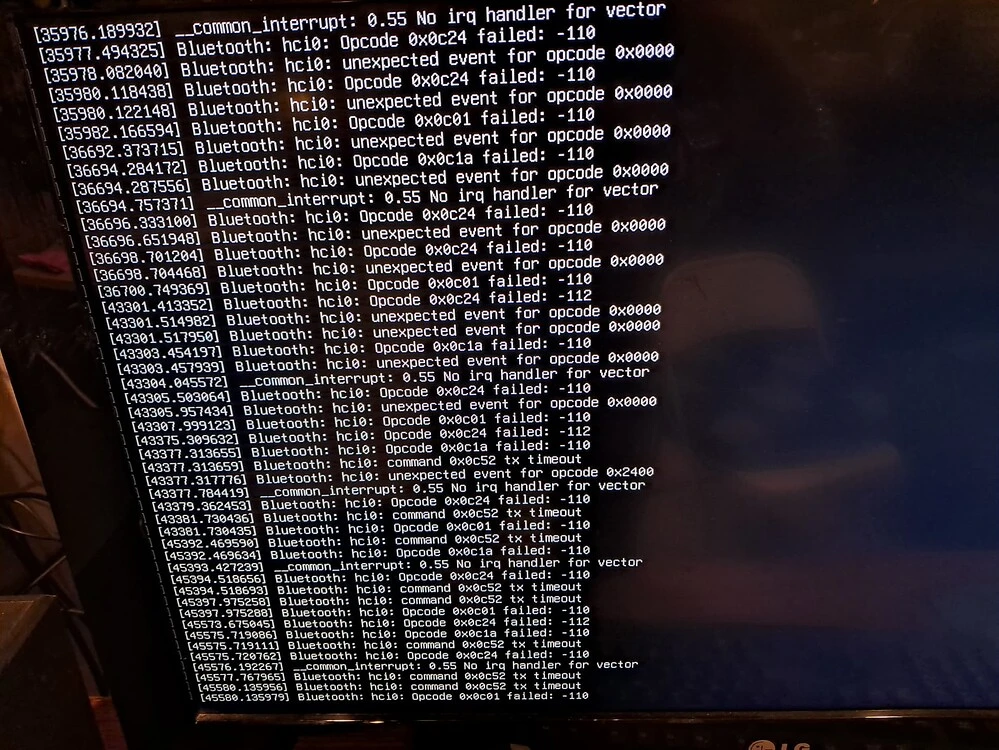 [35976.189932] __common_interrupt: 0.55 No irq handler for vector
[35977.494325] Bluetooth: hci0: Opcode 0x0c24 failed: -110
[35978.082040] Bluetooth: hci0: unexpected event for opcode 0x0000
[35980.118438] Bluetooth: hci0: Opcode 0x0c24 failed: -110
[35980.122148] Bluetooth: hci0: unexpected event for opcode 0x0000
[35982.166594] Bluetooth: hci0: Opcode 0x0c01 failed: -110
[36692.373715] Bluetooth: hci0: unexpected event for opcode 0x0000
[36694.284172] Bluetooth: hci0: Opcode 0x0c1a failed: -110
[36694.287556] Bluetooth: hci0: unexpected event for opcode 0x0000
[36694.757371] __common_interrupt: 0.55 No irq handler for vector
[36696.333100] Bluetooth: hci0: Opcode 0x0c24 failed: -110
[36696.651948] Bluetooth: hci0: unexpected event for opcode 0x0000
[36698.701204] Bluetooth: hci0: Opcode 0x0c24 failed: -110
[36698.704468] Bluetooth: hci0: unexpected event for opcode 0x0000
[36700.749369] Bluetooth: hci0: Opcode 0x0c01 failed: -110
[43301.413352] Bluetooth: hci0: Opcode 0x0c24 failed: -112
[43301.514982] Bluetooth: hci0: unexpected event for opcode 0x0000
[43301.517950] Bluetooth: hci0: unexpected event for opcode 0x0000
[43303.454197] Bluetooth: hci0: Opcode 0x0c1a failed: -110
[43303.457939] Bluetooth: hci0: unexpected event for opcode 0x0000
[43304.045572] __common_interrupt: 0.55 No irq handler for vector
[43305.503064] Bluetooth: hci0: Opcode 0x0c24 failed: -110
[43305.957434] Bluetooth: hci0: unexpected event for opcode 0x0000
[43307.999123] Bluetooth: hci0: Opcode 0x0c01 failed: -110
[43375.309632] Bluetooth: hci0: Opcode 0x0c24 failed: -112
[43377.313655] Bluetooth: hci0: Opcode 0x0c1a failed: -110
[43377.313659] Bluetooth: hci0: command 0x0c52 tx timeout
[43377.317776] Bluetooth: hci0: unexpected event for opcode 0x2400
[43377.784419] __common_interrupt: 0.55 No irq handler for vector
[43379.362453] Bluetooth: hci0: Opcode 0x0c24 failed: -110
[43381.730436] Bluetooth: hci0: command 0x0c52 tx timeout
[43381.730435] Bluetooth: hci0: Opcode 0x0c01 failed: -110
[45392.469590] Bluetooth: hci0: command 0x0c52 tx timeout
[45392.469634] Bluetooth: hci0: Opcode 0x0c1a failed: -110
[45393.427239] __common_interrupt: 0.55 No irq handler for vector
[45394.518656] Bluetooth: hci0: Opcode 0x0c24 failed: -110
[45394.518693] Bluetooth: hci0: command 0x0c52 tx timeout
[45397.975258] Bluetooth: hci0: command 0x0c52 tx timeout
[45397.975288] Bluetooth: hci0: Opcode 0x0c01 failed: -110
[45573.675045] Bluetooth: hci0: Opcode 0x0c24 failed: -112
[45575.719086] Bluetooth: hci0: Opcode 0x0c1a failed: -110
[45575.719111] Bluetooth: hci0: command 0x0c52 tx timeout
[45575.720762] Bluetooth: hci0: Opcode 0x0c24 failed: -110
[45576.192267] __common_interrupt: 0.55 No irq handler for vector
[45577.767965] Bluetooth: hci0: command 0x0c52 tx timeout
[45580.135956] Bluetooth: hci0: command 0x0c52 tx timeout
[45580.135979] Bluetooth: hci0: Opcode 0x0c01 failed: -110
LG